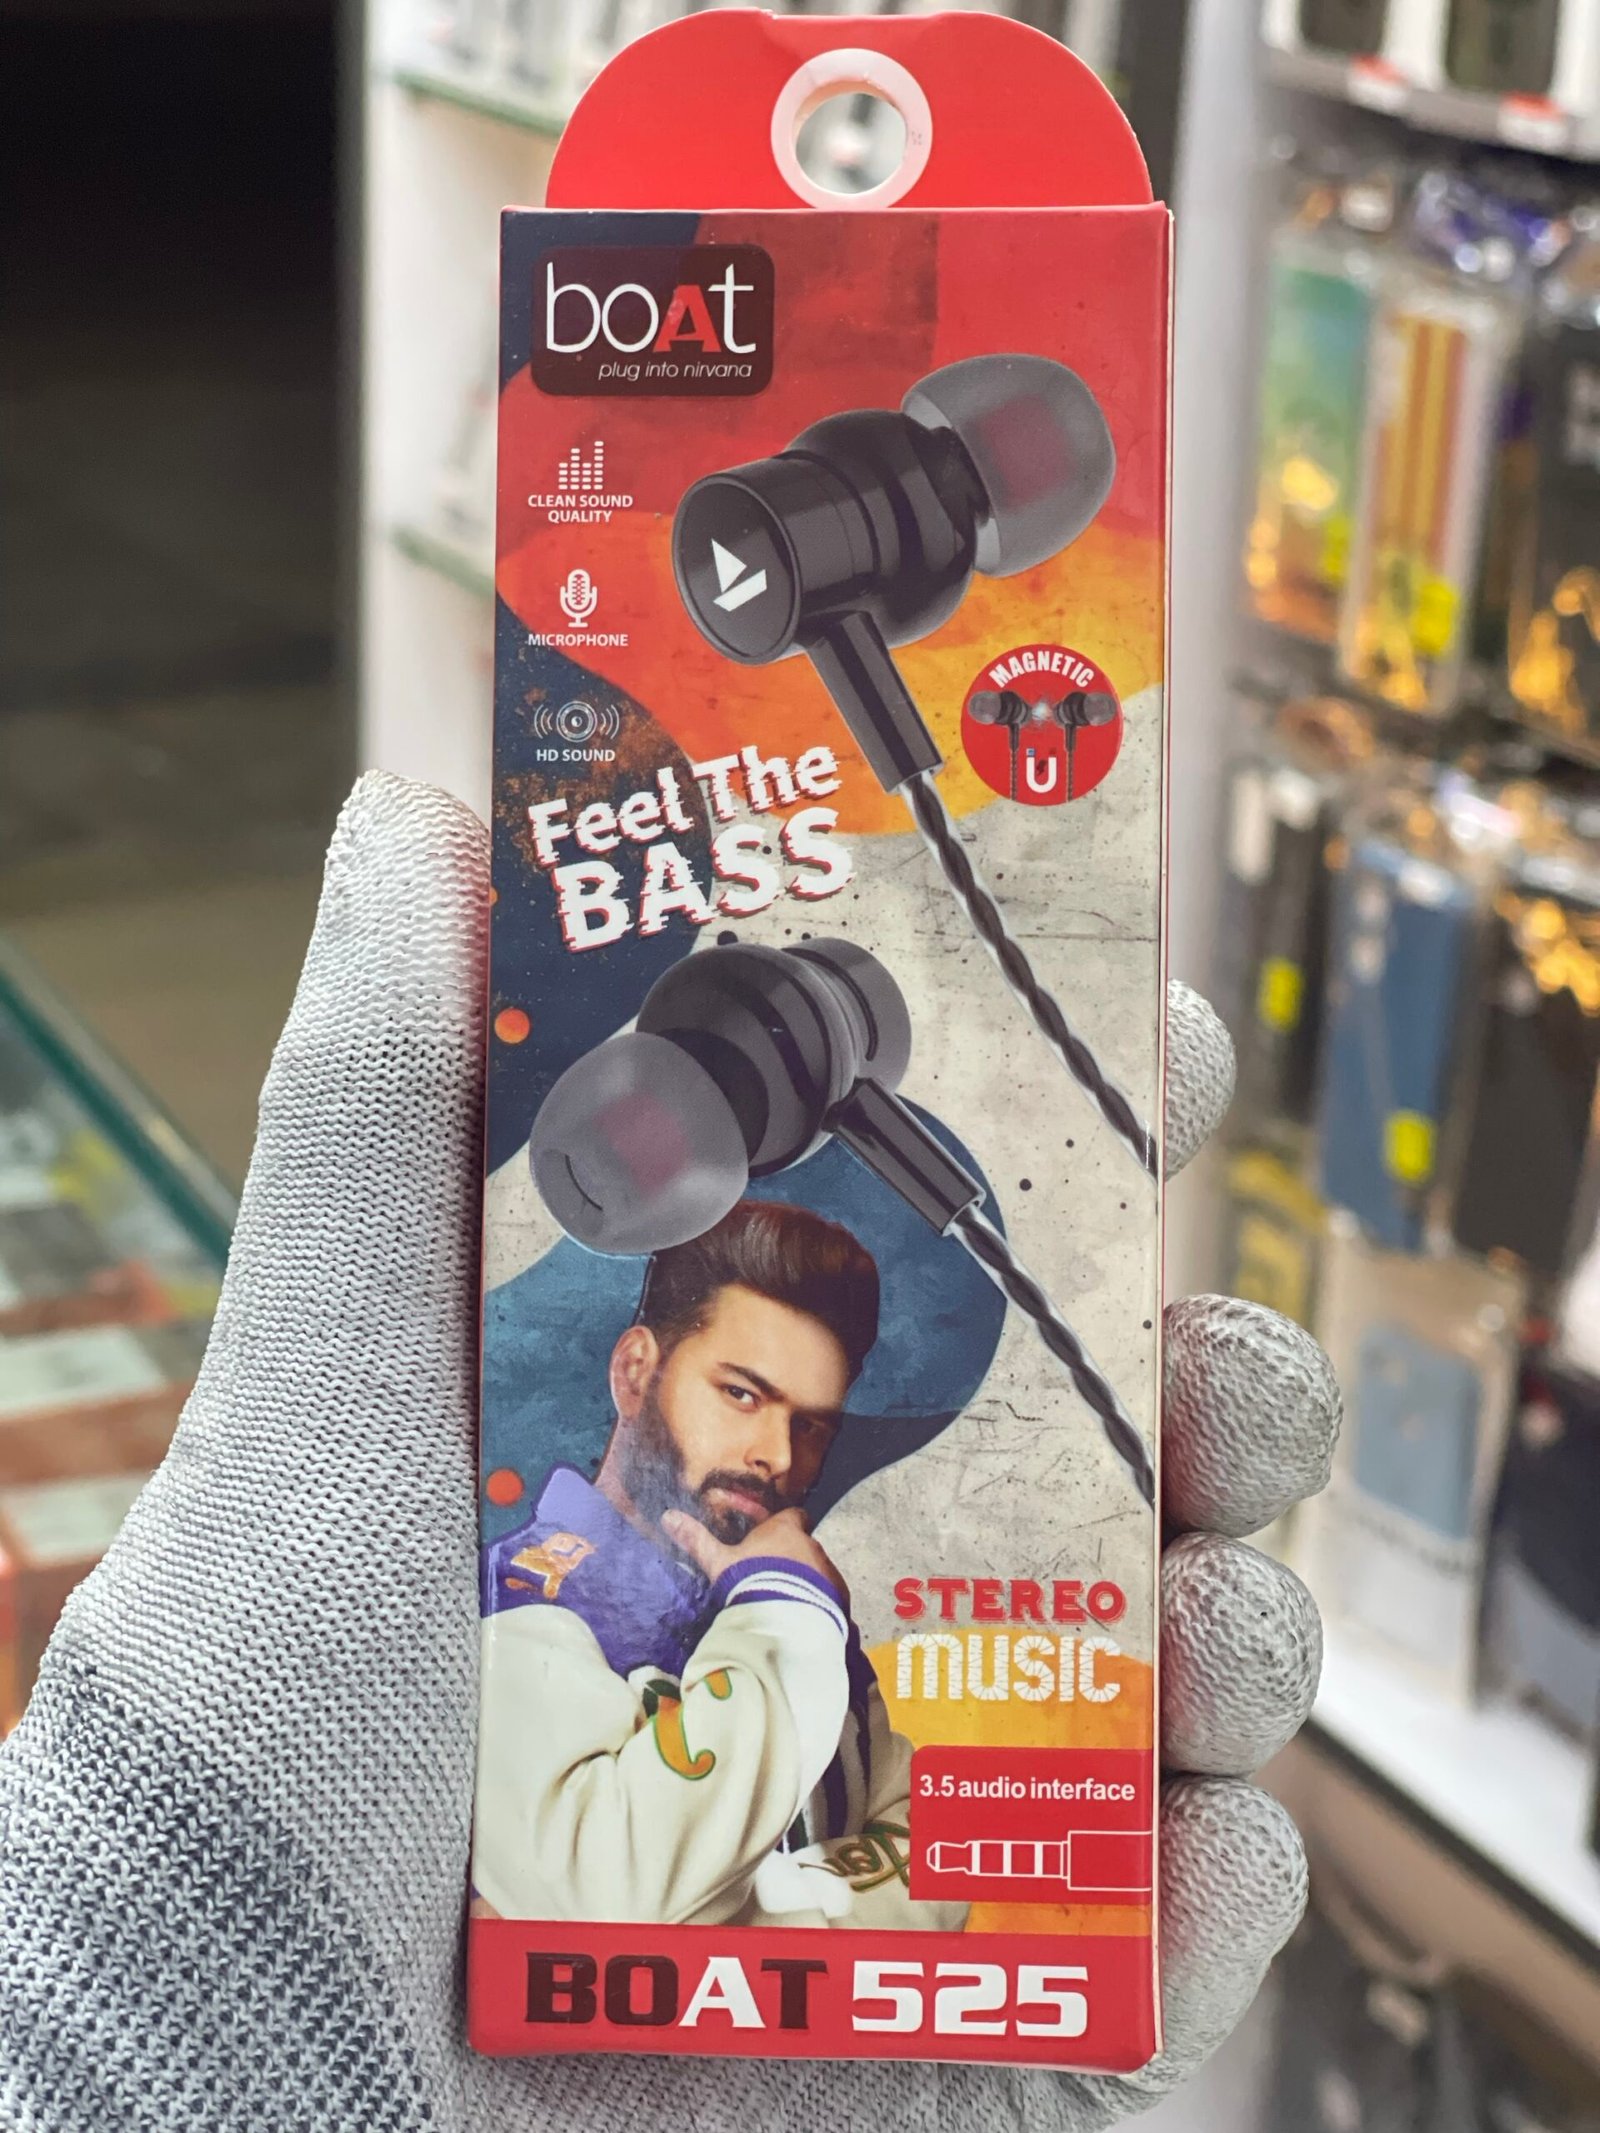 boAt
plug into nirvana
CLEAN SOUND
QUALITY
MICROPHONE
MAGNETIC
HD SOUND
Feel The
BASS
STEREO
MUSIC
3.5 audio interface
BOAT 525